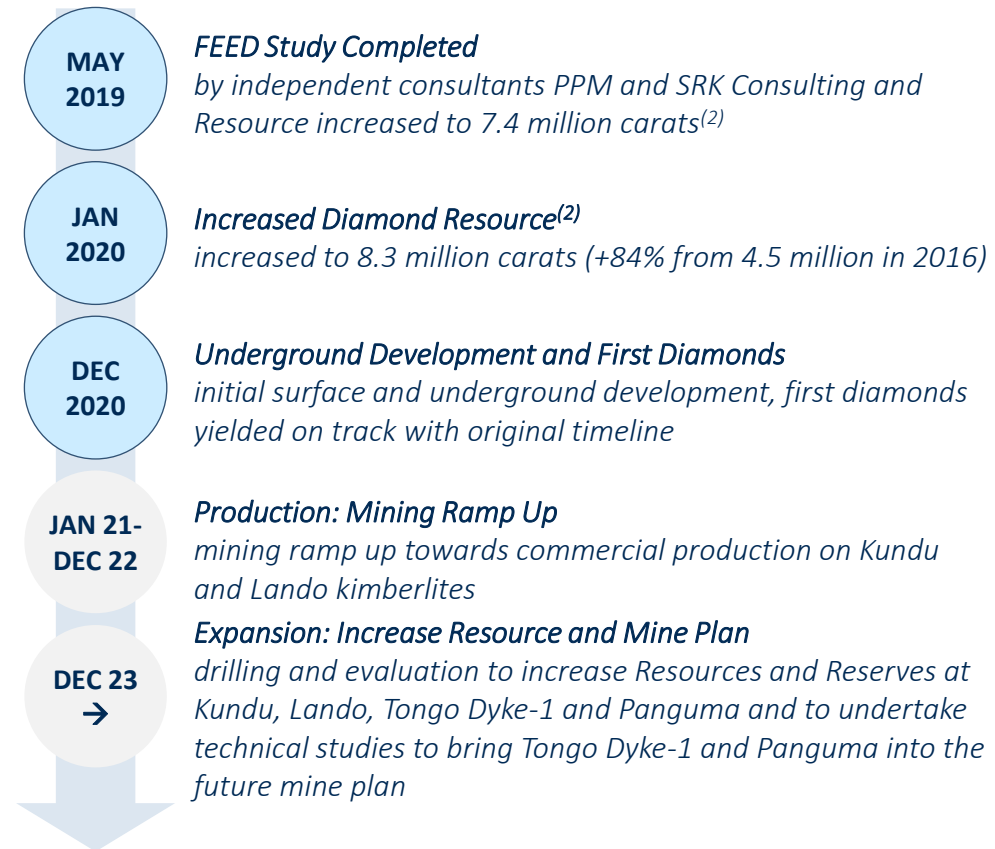 MAY
2019
FEED Study Completed
by independent consultants PPM and SRK Consulting and
Resource increased to 7.4 million carats(2)
JAN
2020
Increased Diamond Resource(2)
increased to 8.3 million carats (+84% from 4.5 million in 2016)
DEC
2020
Underground Development and First Diamonds
initial surface and underground development, first diamonds
yielded on track with original timeline
JAN 21-
DEC 22
Production: Mining Ramp Up
mining ramp up towards commercial production on Kundu
and Lando kimberlites
DEC 23
→
Expansion: Increase Resource and Mine Plan
drilling and evaluation to increase Resources and Reserves at
Kundu, Lando, Tongo Dyke-1 and Panguma and to undertake
technical studies to bring Tongo Dyke-1 and Panguma into the
future mine plan